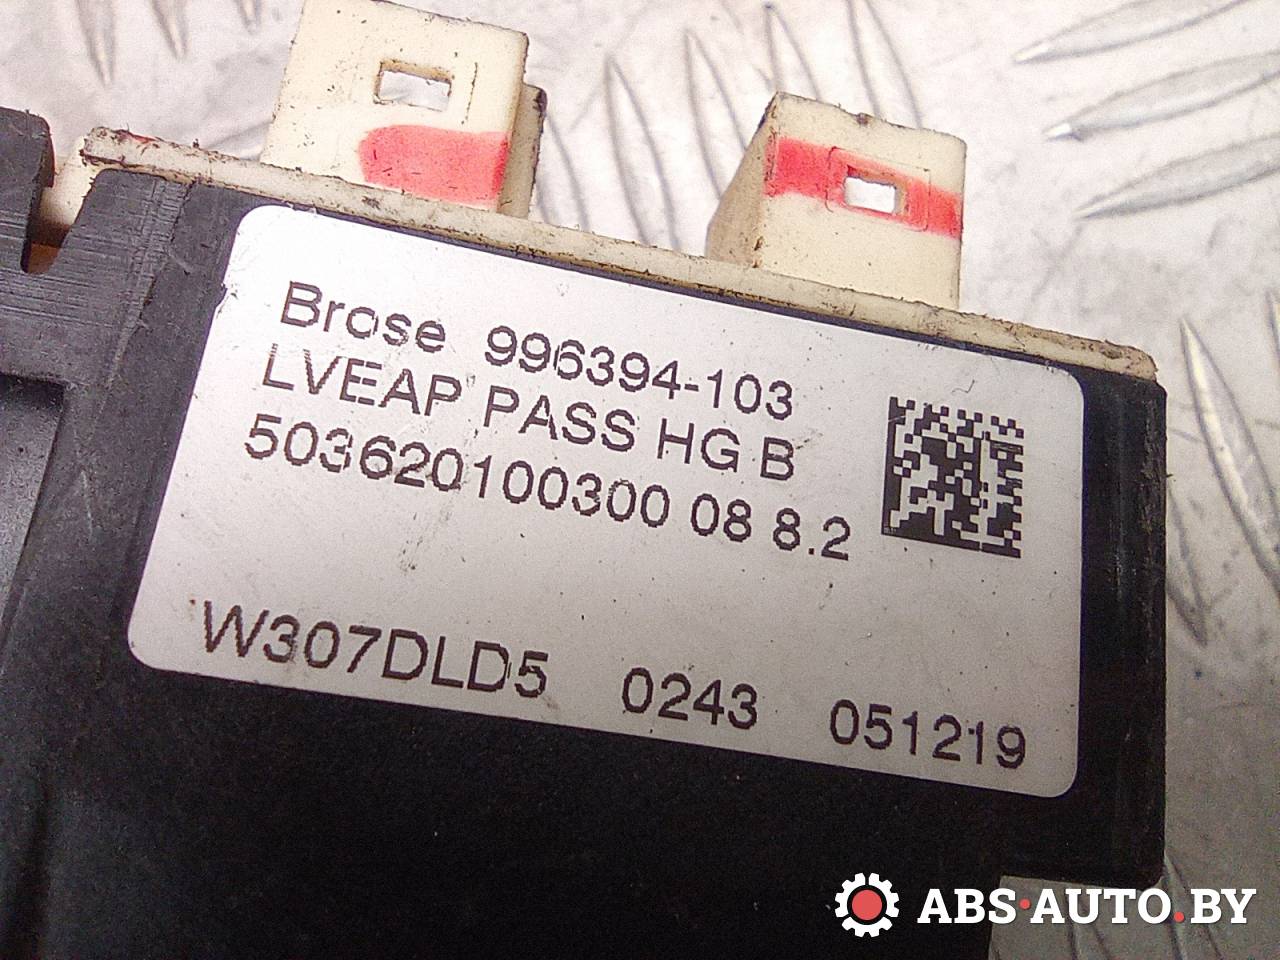 Brose 996394-103
LVEAP PASS HG B
503620100300 08 8.2
W307DLD5 0243 051219
ABS·AUTO.BY